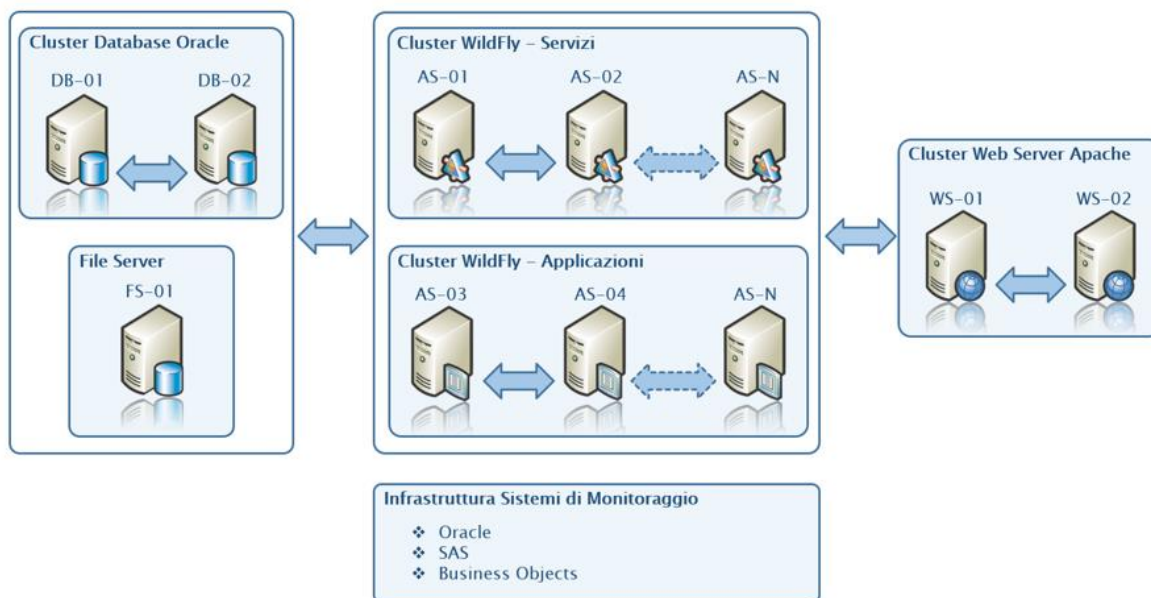 Cluster Database Oracle
DB-01
DB-02
File Server
FS-01
Cluster WildFly – Servizi
AS-01
AS-02
AS-N
Cluster WildFly – Applicazioni
AS-03
AS-04
AS-N
Cluster Web Server Apache
WS-01
WS-02
Infrastruttura Sistemi di Monitoraggio
❖ Oracle
❖ SAS
❖ Business Objects